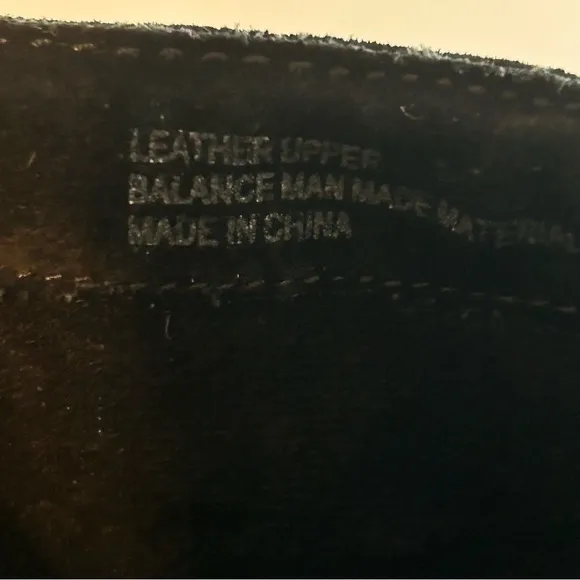 LEATHER UPPER
BALANCE MAN MADE MATERIAL
MADE IN CHINA